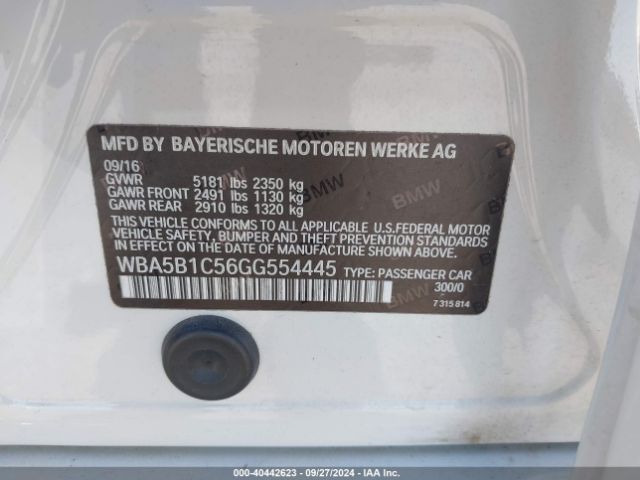 MFD BY BAYERISCHE MOTOREN WERKE AG
09/16
GVWR 5181 lbs 2350 kg
GAWR FRONT 2491 lbs 1130 kg
GAWR REAR 2910 lbs 1320 kg
THIS VEHICLE CONFORMS TO ALL APPLICABLE U.S.FEDERAL MOTOR
VEHICLE SAFETY, BUMPER AND THEFT PREVENTION STANDARDS IN
EFFECT ON THE DATE OF MANUFACTURE SHOWN ABOVE.
WBA5B1C56GG554445 TYPE: PASSENGER CAR
300/0
7 315 814
000-40442623 - 09/27/2024 - IAA Inc.